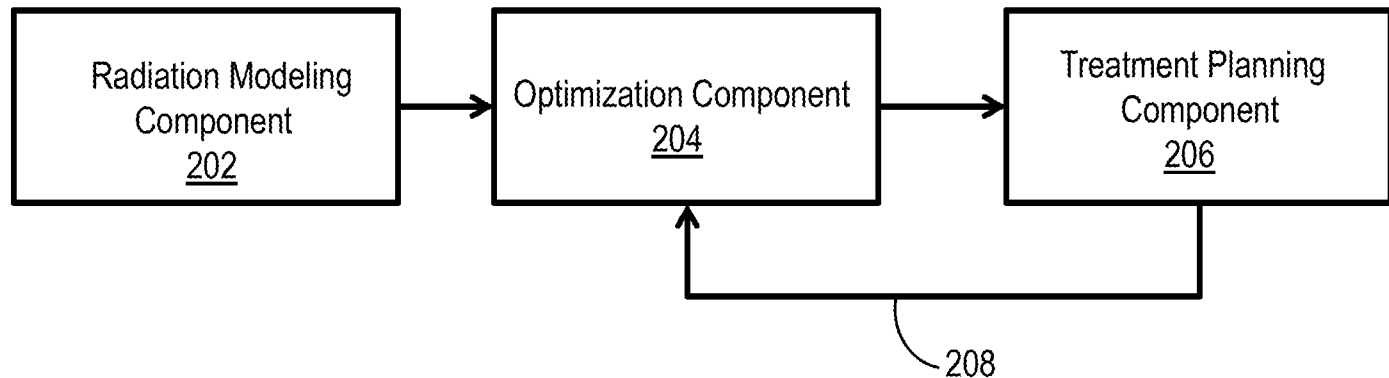 Radiation Modeling
Component
202
Optimization Component
204
Treatment Planning
Component
206
208